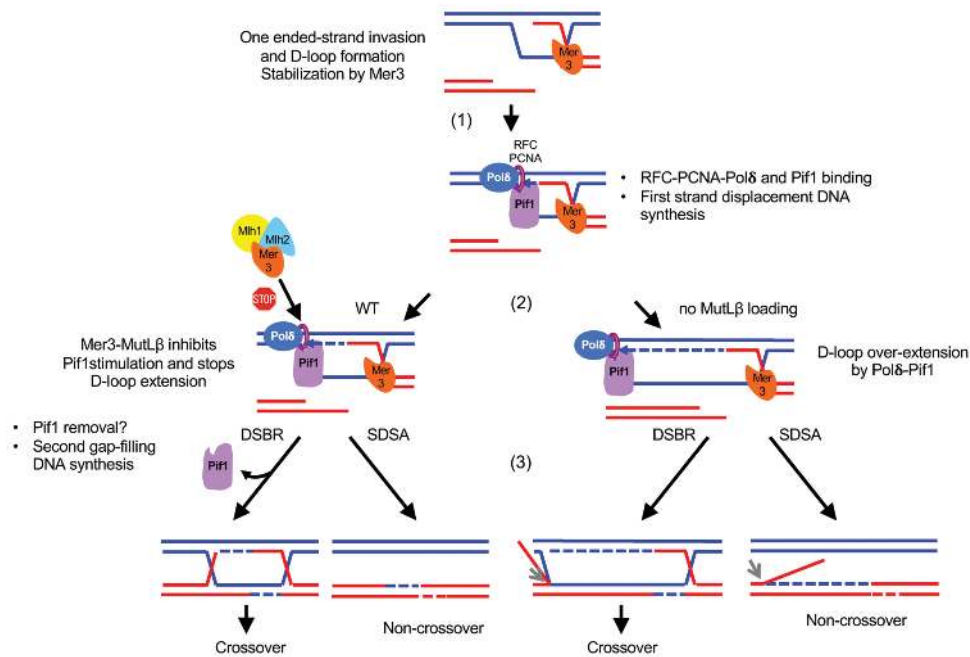 One ended-strand invasion
and D-loop formation
Stabilization by Mer3
Mer
3
(1)
RFC
PCNA
Polδ
Pif1
Mer
3
• RFC-PCNA-Polδ and Pif1 binding
• First strand displacement DNA
synthesis
Mlh1
Mlh2
Mer
3
STOP
WT
(2)
no MutLβ loading
Mer3-MutLβ inhibits
Pif1stimulation and stops
D-loop extension
Polδ
Pif1
Mer
3
Polδ
Pif1
Mer
3
D-loop over-extension
by Polδ-Pif1
• Pif1 removal?
• Second gap-filling
DNA synthesis
Pif1
DSBR
SDSA
(3)
DSBR
SDSA
Crossover
Non-crossover
Crossover
Non-crossover